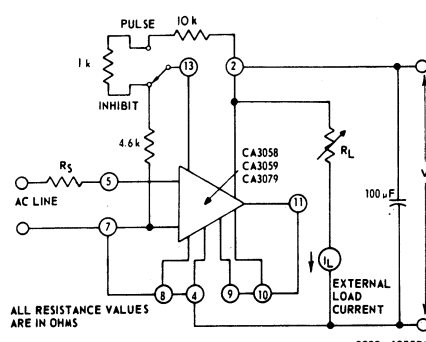 PULSE
10 k
1 k
INHIBIT
13
2
4.6 k
CA3058
CA3059
CA3079
RL
100 µF
V
RS
5
AC LINE
7
11
IL
8
4
9
10
EXTERNAL
LOAD
CURRENT
ALL RESISTANCE VALUES
ARE IN OHMS